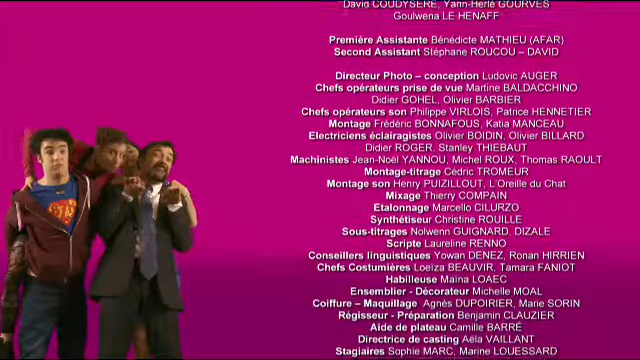 David COUDYSERE, Yann-Herlé GOURVES
Goulwena LE HENAFF
Première Assistante Bénédicte MATHIEU (AFAR)
Second Assistant Stéphane ROUCOU – DAVID
Directeur Photo – conception Ludovic AUGER
Chefs opérateurs prise de vue Martine BALDACCHINO
Didier GOHEL, Olivier BARBIER
Chefs opérateurs son Philippe VIRLOIS, Patrice HENNETIER
Montage Frédéric BONNAFOUS, Katia MANCEAU
Electriciens éclairagistes Olivier BOIDIN, Olivier BILLARD
Didier ROGER, Stanley THIEBAUT
Machinistes Jean-Noël YANNOU, Michel ROUX, Thomas RAOULT
Montage-titrage Cédric TROMEUR
Montage son Henry PUIZILLOUT, L'Oreille du Chat
Mixage Thierry COMPAIN
Etalonnage Marcello CILURZO
Synthétiseur Christine ROUILLE
Sous-titrages Nolwenn GUIGNARD, DIZALE
Scripte Laureline RENNO
Conseillers linguistiques Yowan DENEZ, Ronan HIRRIEN
Chefs Costumières Loeïza BEAUVIR, Tamara FANIOT
Habilleuse Maïna LOAEC
Ensemblier - Décorateur Michelle MOAL
Coiffure – Maquillage Agnès DUPOIRIER, Marie SORIN
Régisseur - Préparation Benjamin CLAUZIER
Aide de plateau Camille BARRÉ
Directrice de casting Aëla VAILLANT
Stagiaires Sophie MARC, Marine LOUESSARD